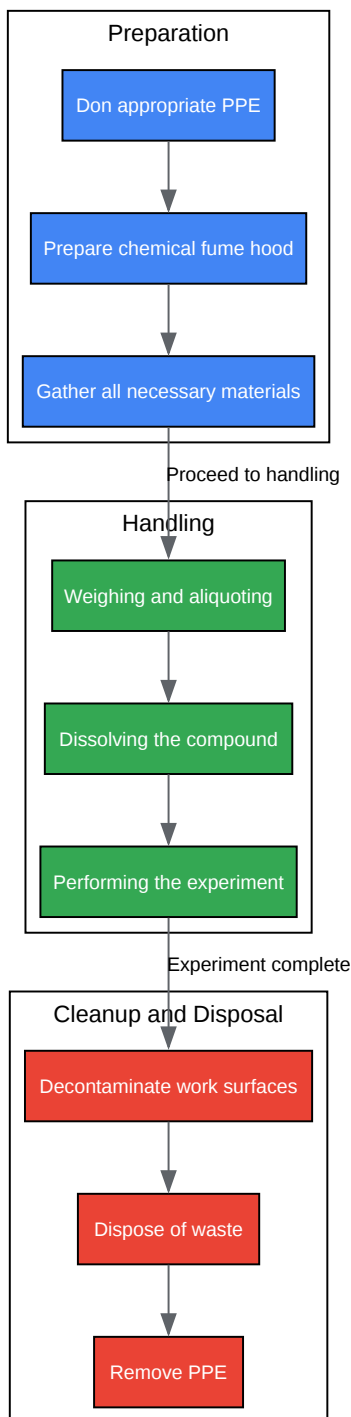 Preparation
Don appropriate PPE
Prepare chemical fume hood
Gather all necessary materials
Proceed to handling
Handling
Weighing and aliquoting
Dissolving the compound
Performing the experiment
Experiment complete
Cleanup and Disposal
Decontaminate work surfaces
Dispose of waste
Remove PPE